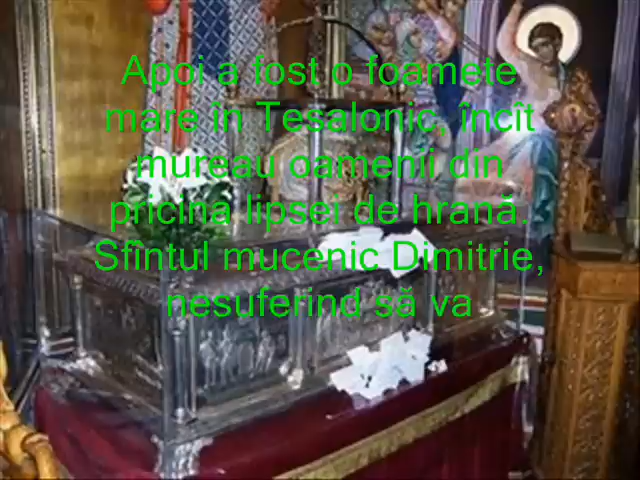 Apoi a fost o foamete
mare în Tesalonic, încît
mureau oamenii din
pricina lipsei de hrană.
Sfîntul mucenic Dimitrie,
nesuferind să va